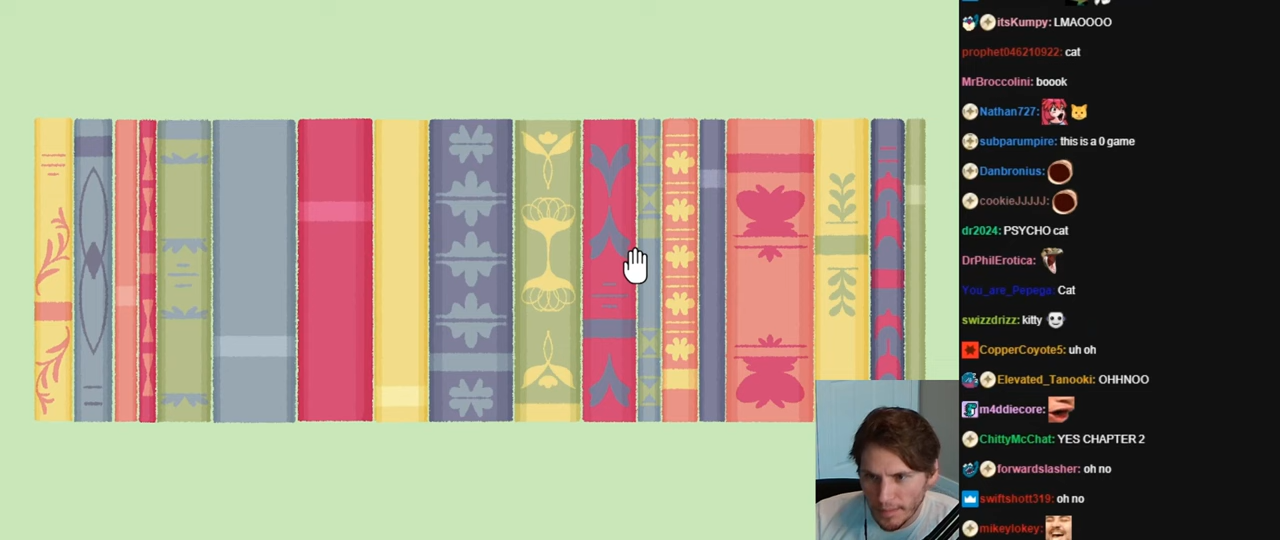 itsKumpy: LMAOOOO
prophet046210922: cat
MrBroccolini: boook
Nathan727:
subparumpire: this is a 0 game
Danbronius:
cookieJJJJJ:
dr2024: PSYCHO cat
DrPhilErotica:
You_are_Pepega: Cat
swizzdrizz: kitty
CopperCoyote5: uh oh
Elevated_Tanooki: OHHNOO
m4ddiecore:
ChittyMcChat: YES CHAPTER 2
forwardslasher: oh no
swiftshott319: oh no
mikeylokey: